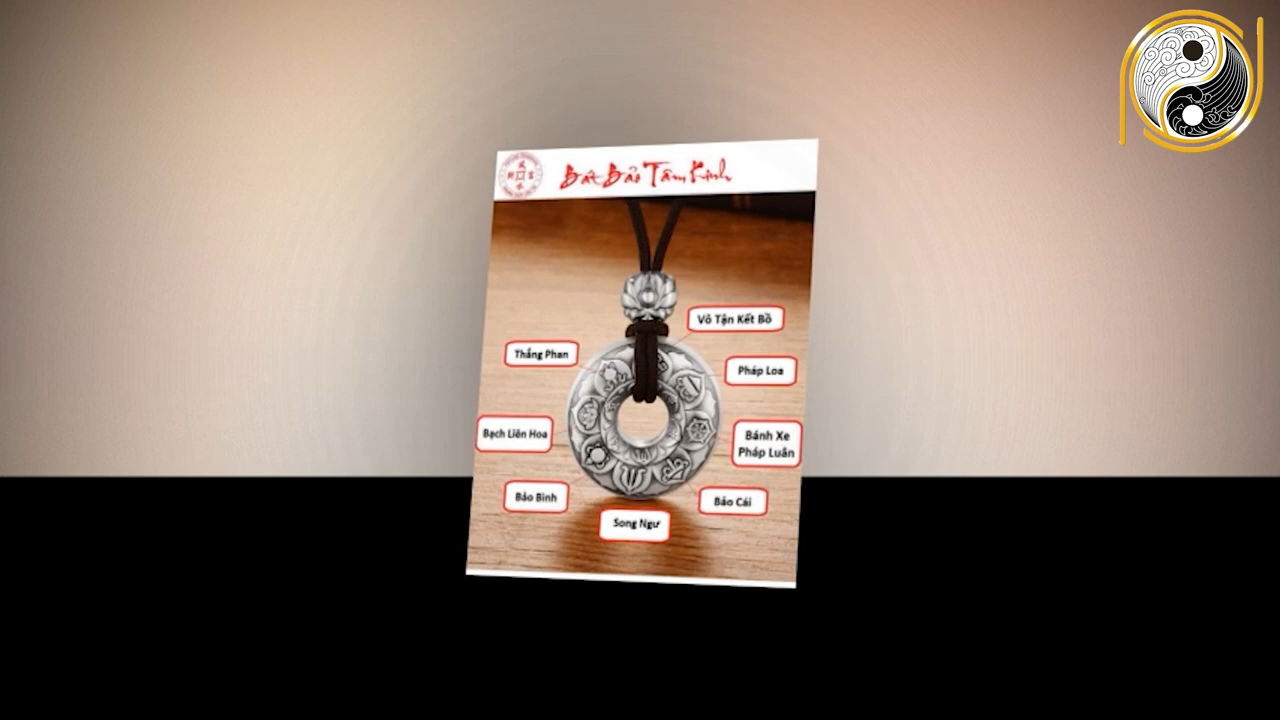 Bát Bảo Tâm Kinh
Vô Tận Kết Bồ
Thắng Phan
Pháp Loa
Bạch Liên Hoa
Bánh Xe
Pháp Luân
Bảo Bình
Bảo Cái
Song Ngư